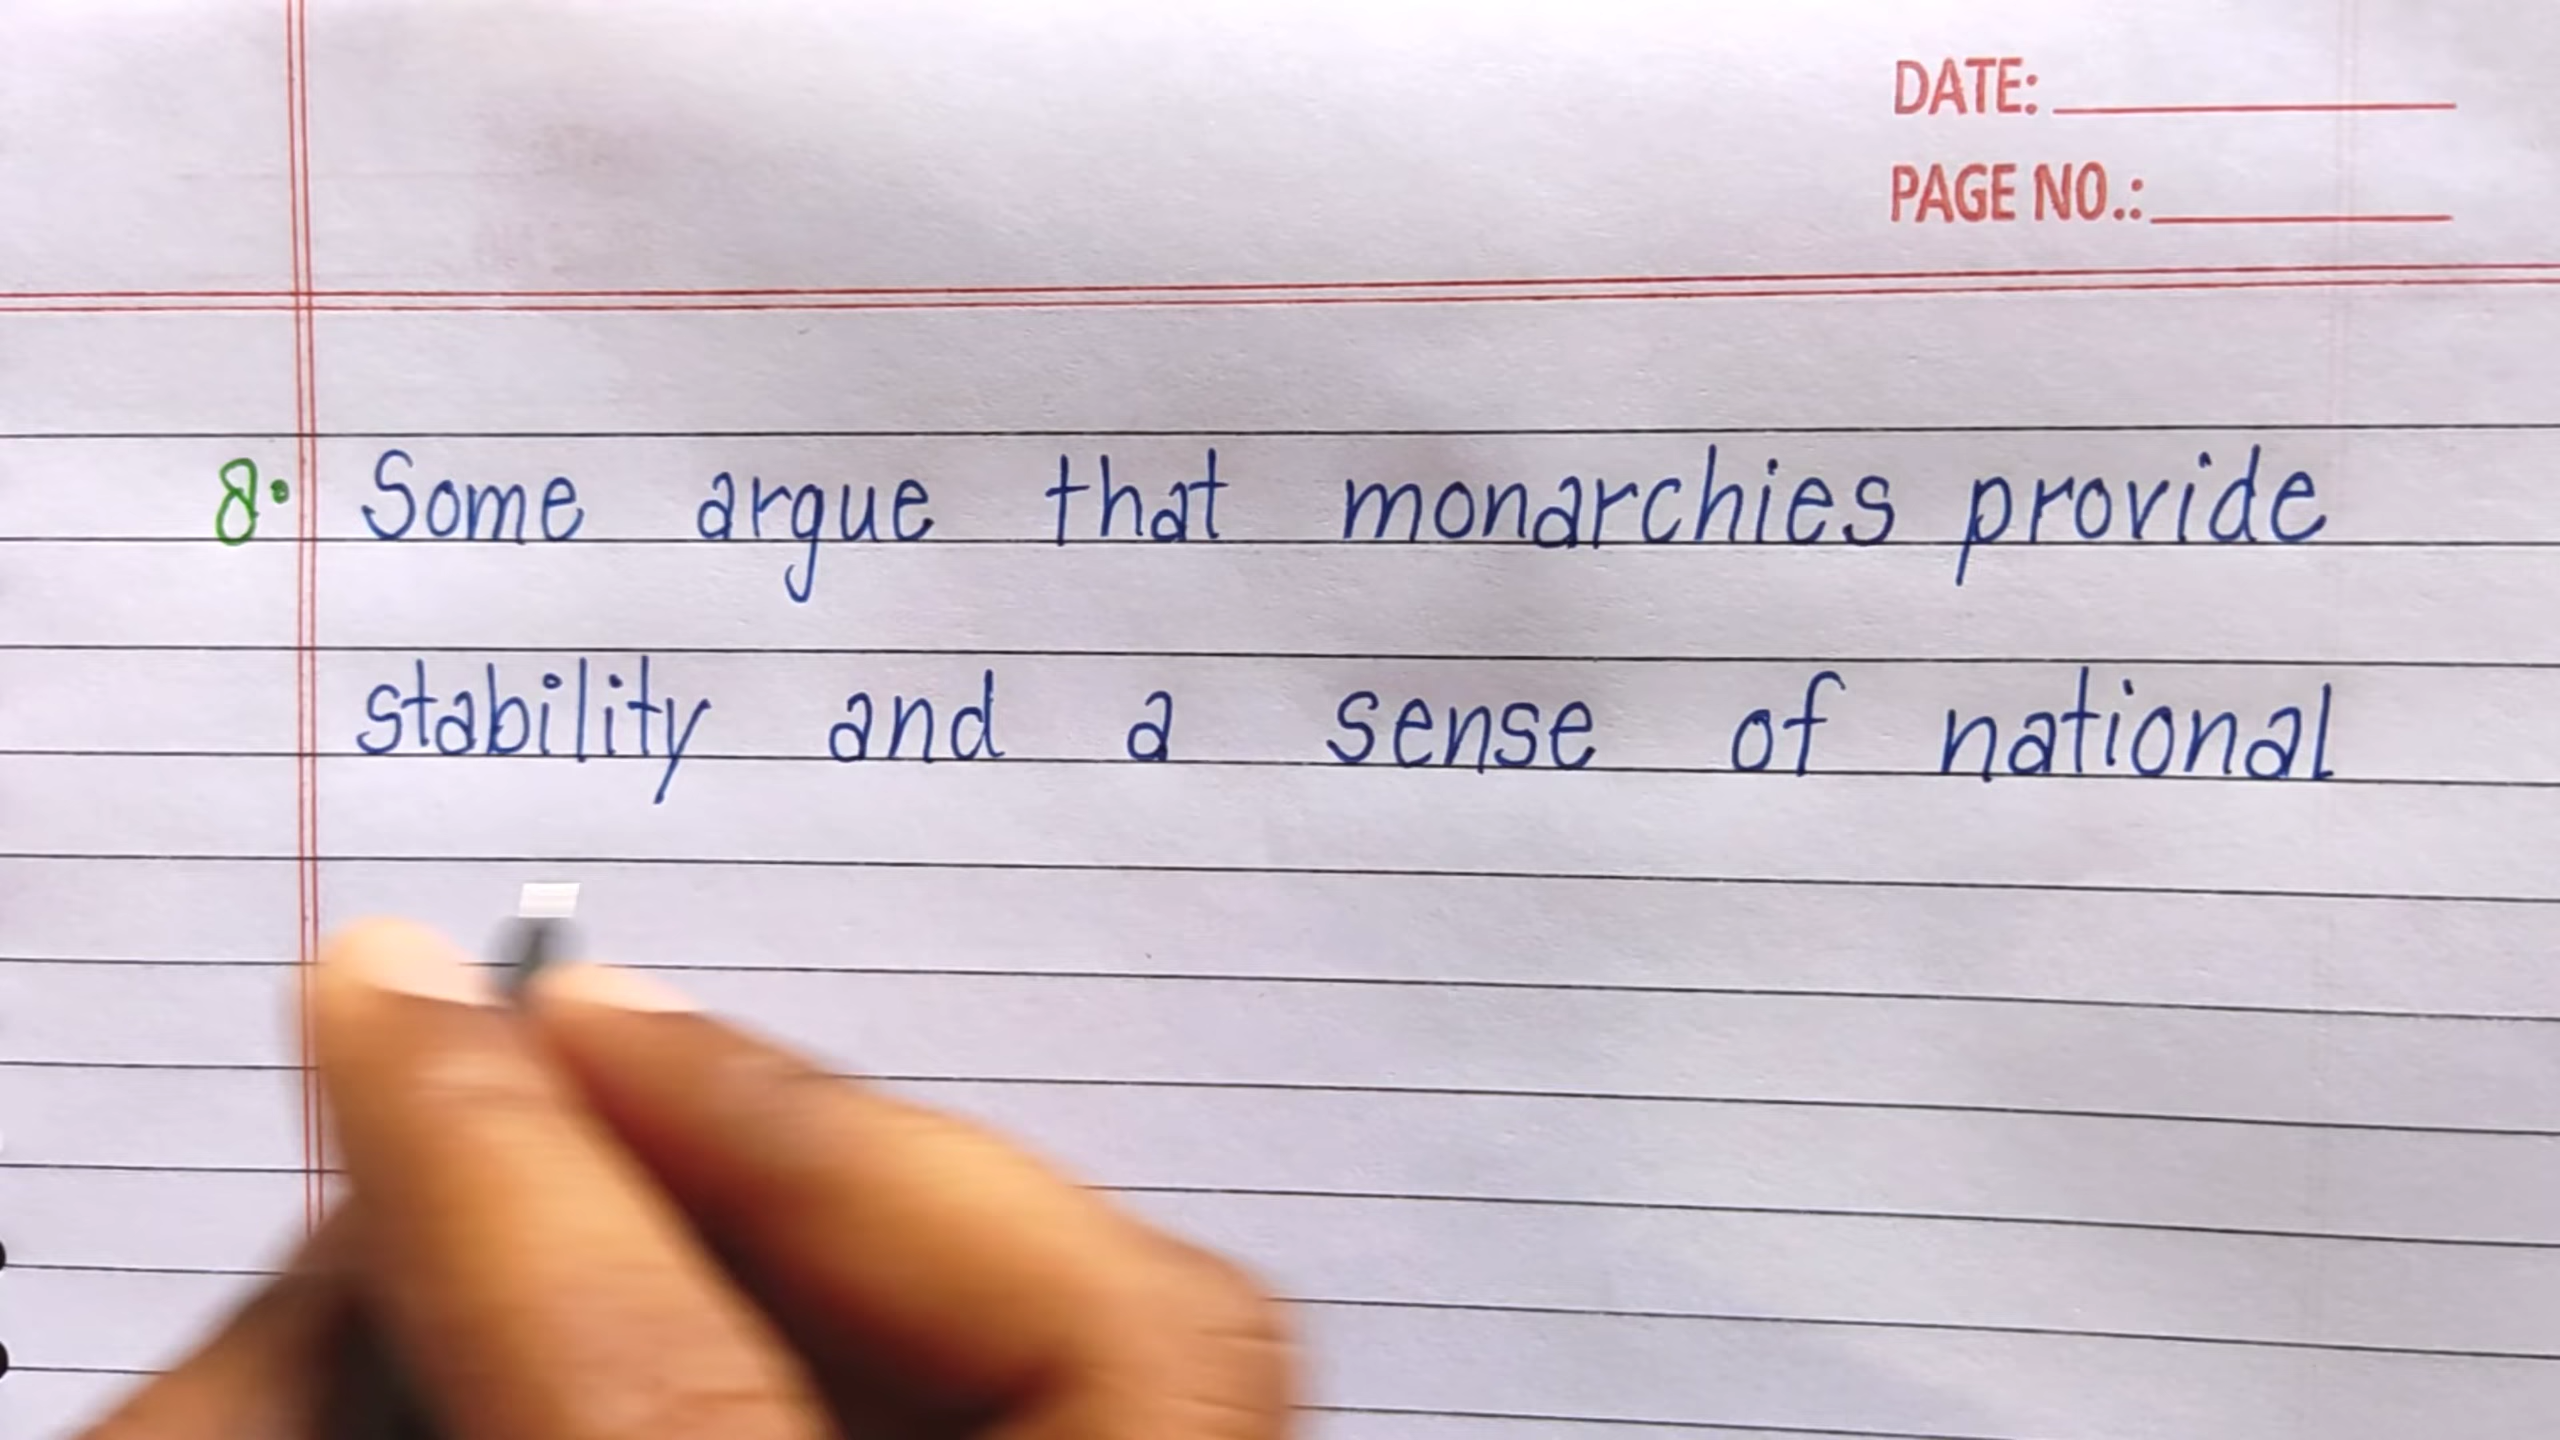 DATE:
PAGE NO.:
8. Some argue that monarchies provide
stability and a sense of national